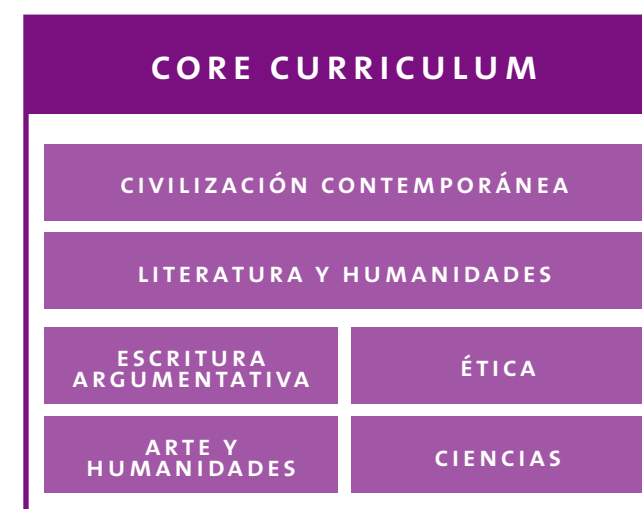 CORE CURRICULUM
CIVILIZACIÓN CONTEMPORÁNEA
LITERATURA Y HUMANIDADES
ESCRITURA
ARGUMENTATIVA
ÉTICA
ARTE Y
HUMANIDADES
CIENCIAS